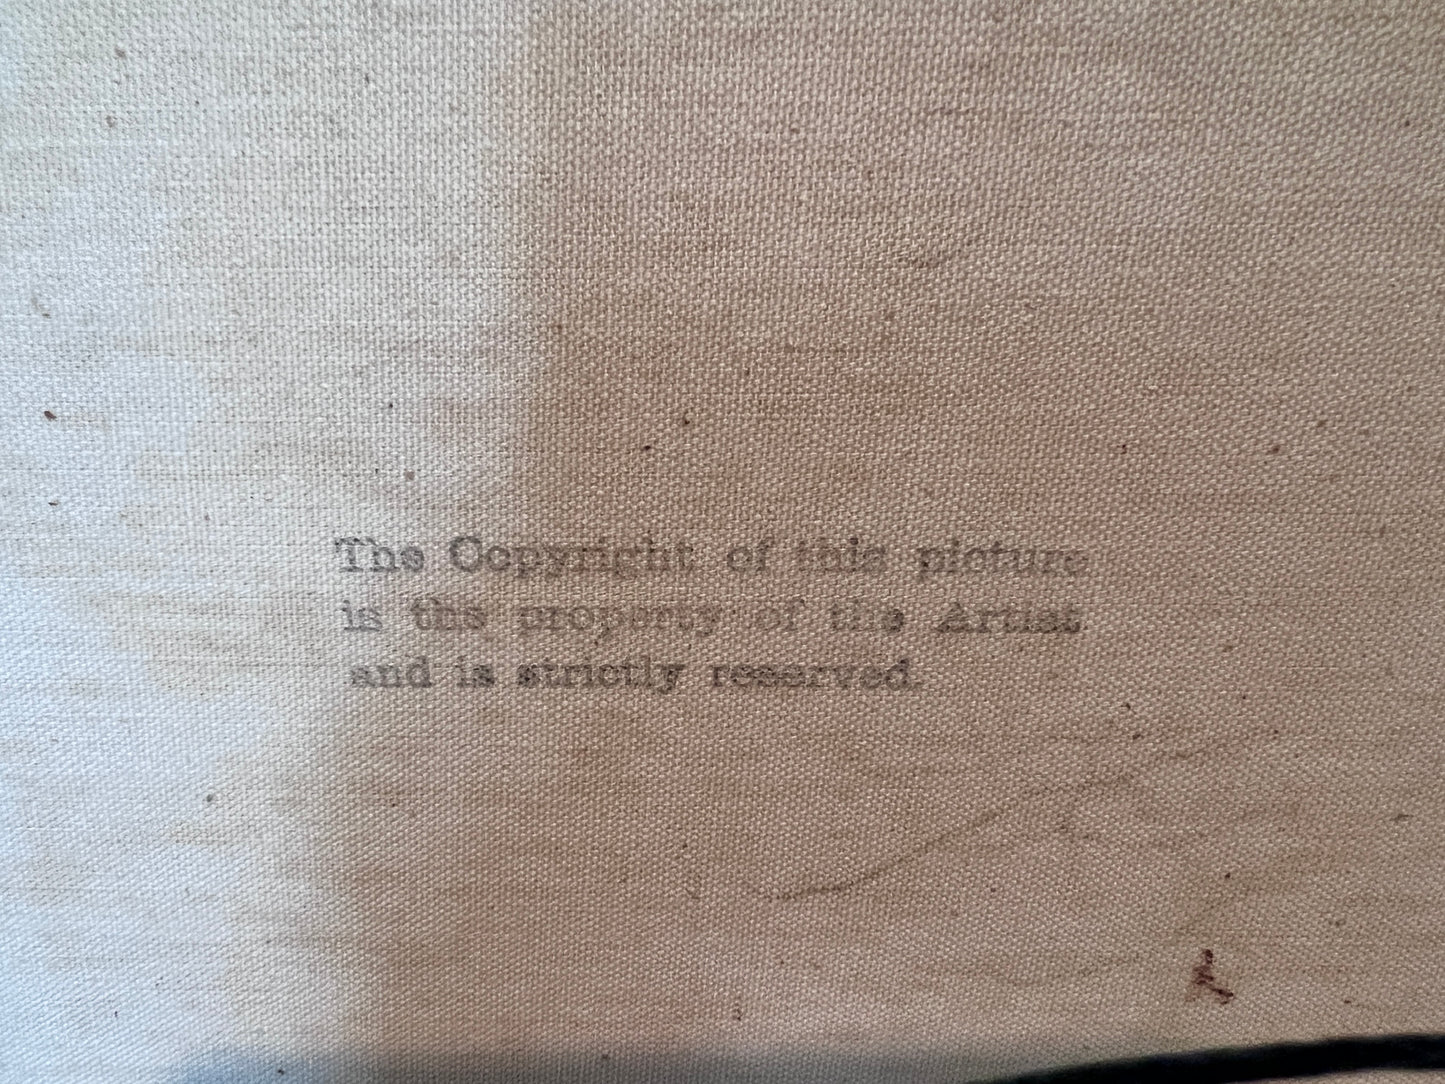 The Copyright of this picture
is the property of the Artist
and is strictly reserved.